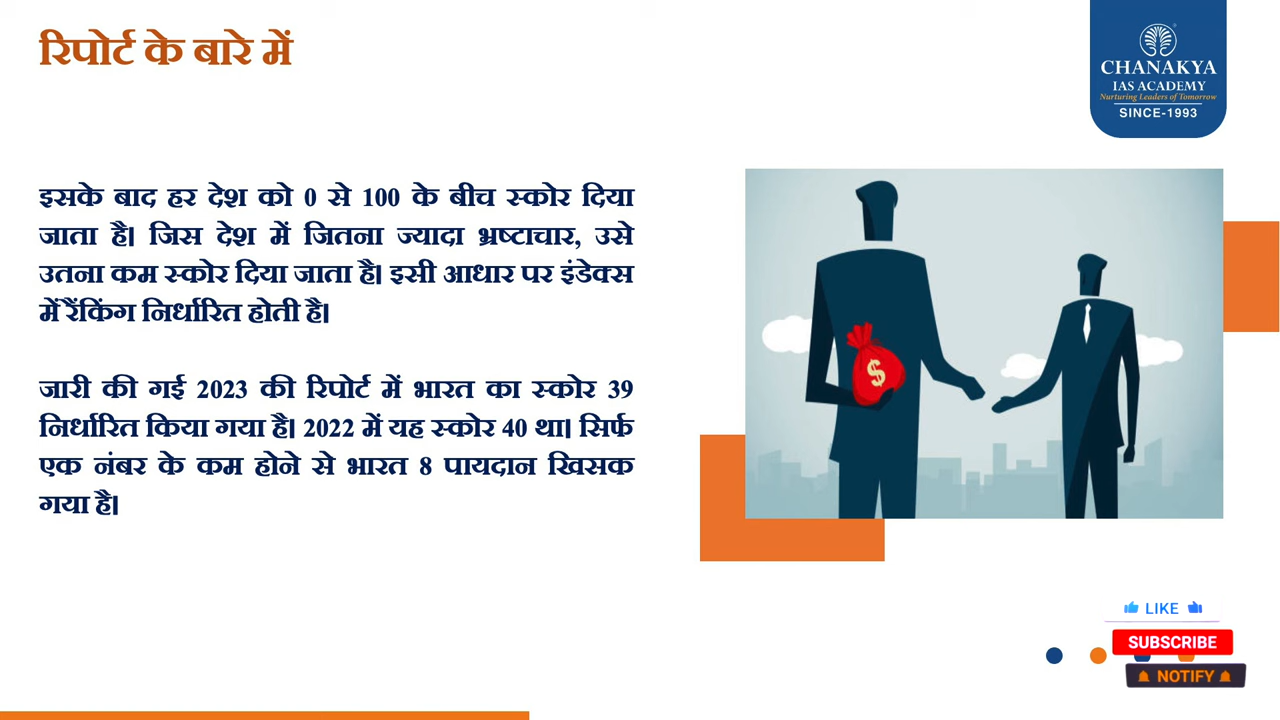 रिपोर्ट के बारे में
CHANAKYA
IAS ACADEMY
Nurturing Leaders of Tomorrow
SINCE-1993
इसके बाद हर देश को 0 से 100 के बीच स्कोर दिया
जाता है। जिस देश में जितना ज्यादा भ्रष्टाचार, उसे
उतना कम स्कोर दिया जाता है। इसी आधार पर इंडेक्स
में रैंकिंग निर्धारित होती है।
जारी की गई 2023 की रिपोर्ट में भारत का स्कोर 39
निर्धारित किया गया है। 2022 में यह स्कोर 40 था। सिर्फ
एक नंबर के कम होने से भारत 8 पायदान खिसक
गया है।
$
LIKE
SUBSCRIBE
NOTIFY